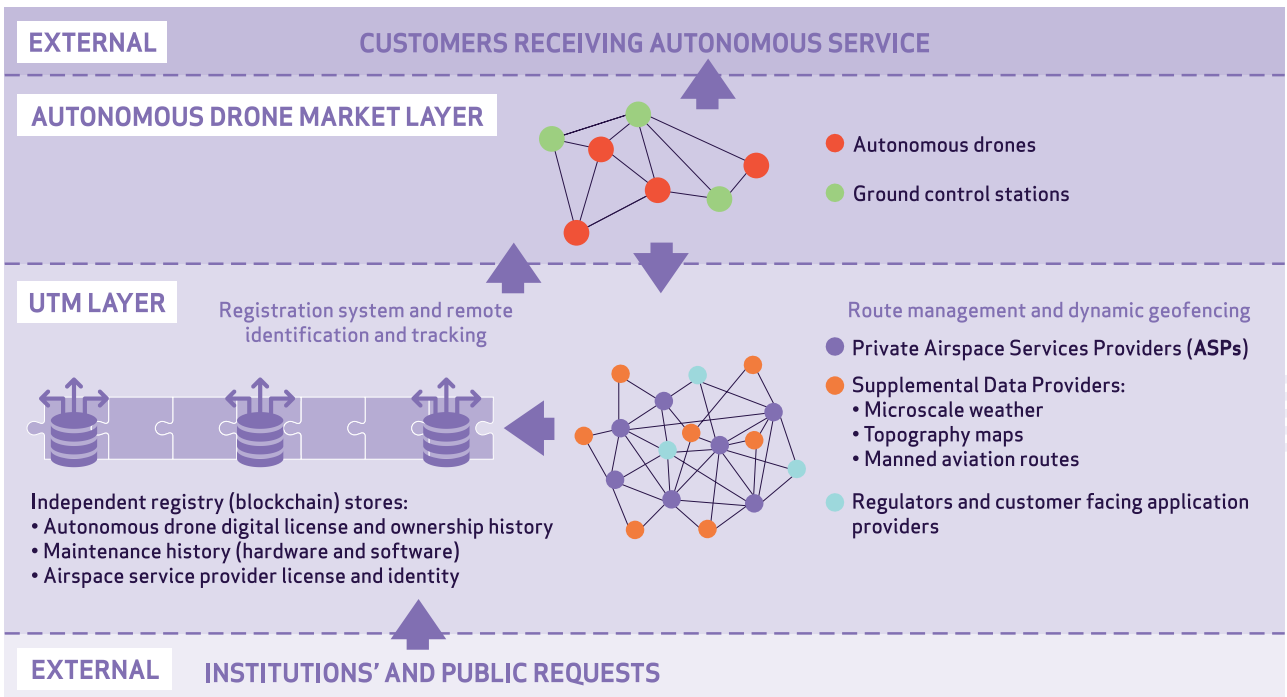 EXTERNAL
CUSTOMERS RECEIVING AUTONOMOUS SERVICE
AUTONOMOUS DRONE MARKET LAYER
Autonomous drones
Ground control stations
UTM LAYER
Registration system and remote
identification and tracking
Route management and dynamic geofencing
Private Airspace Services Providers (ASPs)
Supplemental Data Providers:
• Microscale weather
• Topography maps
• Manned aviation routes
Regulators and customer facing application
providers
Independent registry (blockchain) stores:
• Autonomous drone digital license and ownership history
• Maintenance history (hardware and software)
• Airspace service provider license and identity
EXTERNAL
INSTITUTIONS’ AND PUBLIC REQUESTS